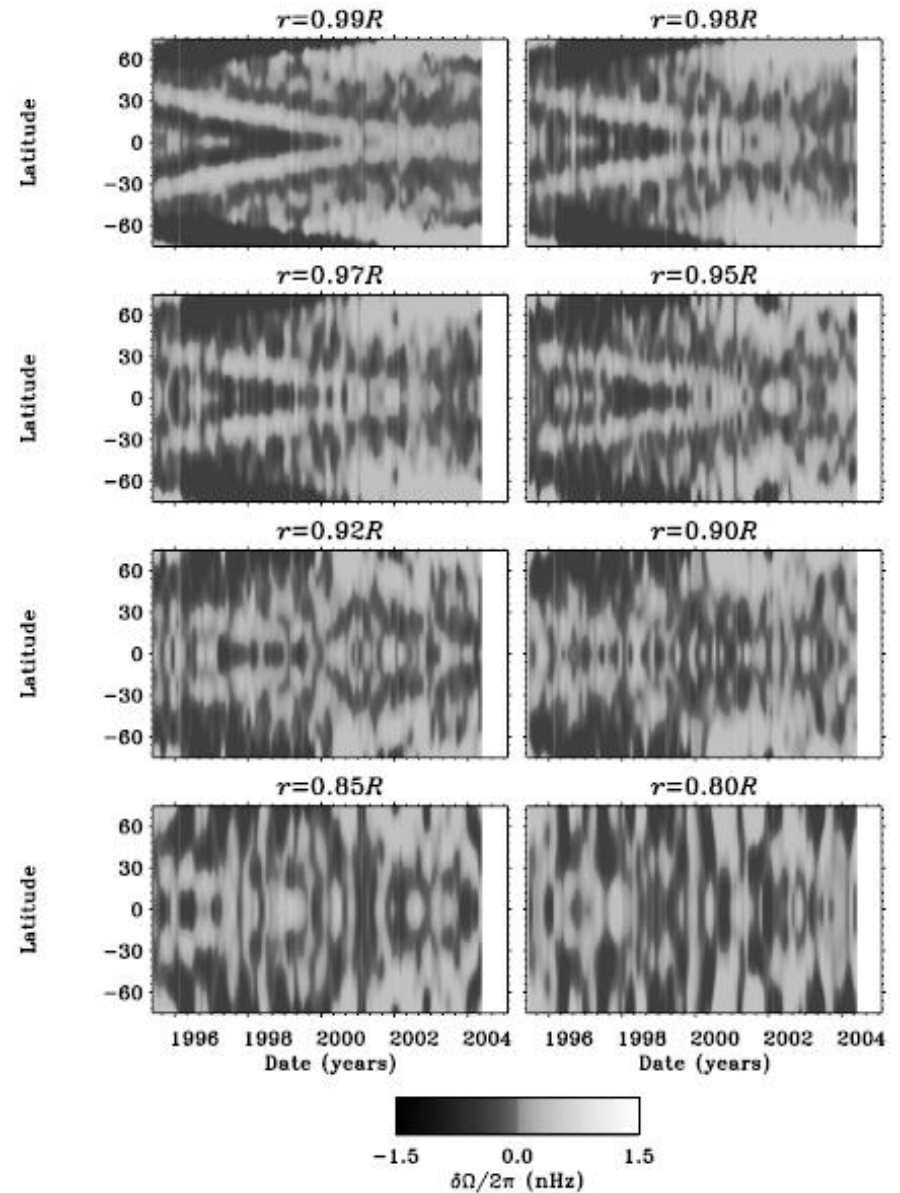 r=0.99R r=0.98R
60 30 0 −30 −60
Latitude
r=0.97R r=0.95R
60 30 0 −30 −60
Latitude
r=0.92R r=0.90R
60 30 0 −30 −60
Latitude
r=0.85R r=0.80R
60 30 0 −30 −60
Latitude
1996 1998 2000 2002 2004 1996 1998 2000 2002 2004
Date (years) Date (years)
−1.5 0.0 1.5
δΩ/2π (nHz)